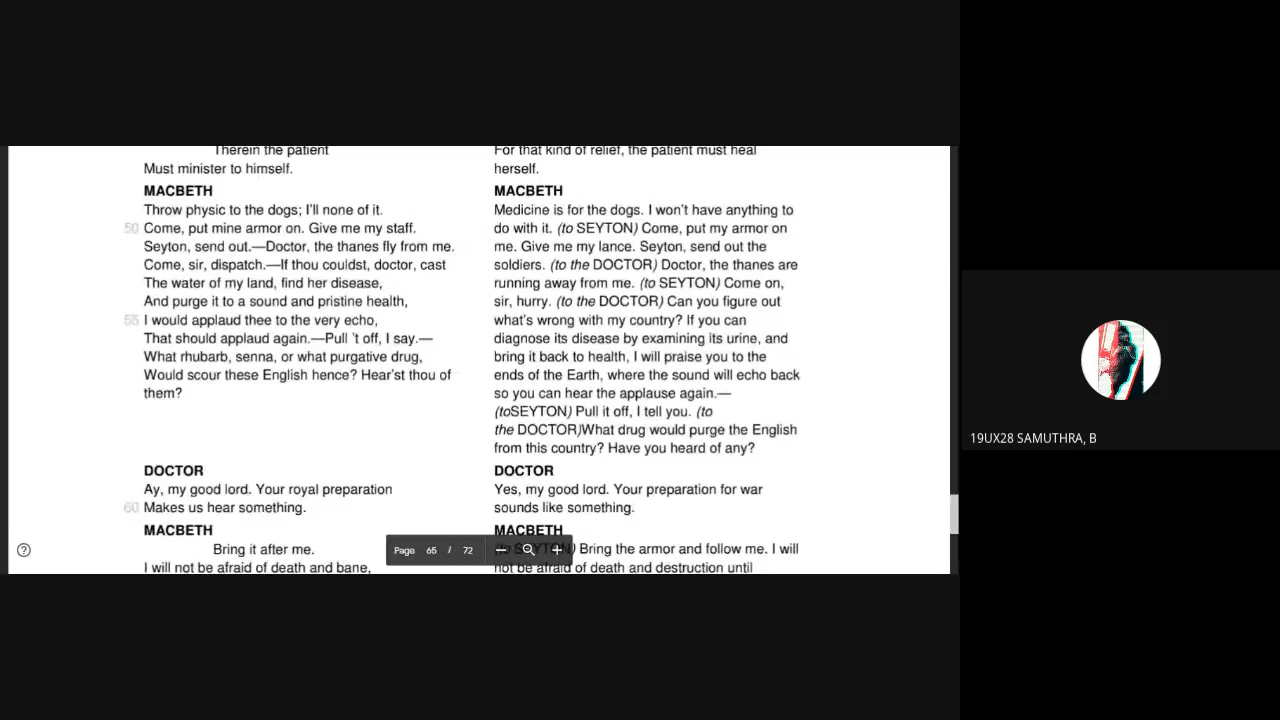 Therein the patient
Must minister to himself.
MACBETH
Throw physic to the dogs; I'll none of it.
50 Come, put mine armor on. Give me my staff.
Seyton, send out.—Doctor, the thanes fly from me.
Come, sir, dispatch.—If thou couldst, doctor, cast
The water of my land, find her disease,
And purge it to a sound and pristine health,
55 I would applaud thee to the very echo,
That should applaud again.—Pull 't off, I say.—
What rhubarb, senna, or what purgative drug,
Would scour these English hence? Hear'st thou of
them?
DOCTOR
Ay, my good lord. Your royal preparation
60 Makes us hear something.
MACBETH
Bring it after me.
I will not be afraid of death and bane,
For that kind of relief, the patient must heal
herself.
MACBETH
Medicine is for the dogs. I won't have anything to
do with it. (to SEYTON) Come, put my armor on
me. Give me my lance. Seyton, send out the
soldiers. (to the DOCTOR) Doctor, the thanes are
running away from me. (to SEYTON) Come on,
sir, hurry. (to the DOCTOR) Can you figure out
what's wrong with my country? If you can
diagnose its disease by examining its urine, and
bring it back to health, I will praise you to the
ends of the Earth, where the sound will echo back
so you can hear the applause again.—
(toSEYTON) Pull it off, I tell you. (to
the DOCTOR)What drug would purge the English
from this country? Have you heard of any?
DOCTOR
Yes, my good lord. Your preparation for war
sounds like something.
MACBETH
(to SEYTON) Bring the armor and follow me. I will
not be afraid of death and destruction until
Page 65 / 72
19UX28 SAMUTHRA, B